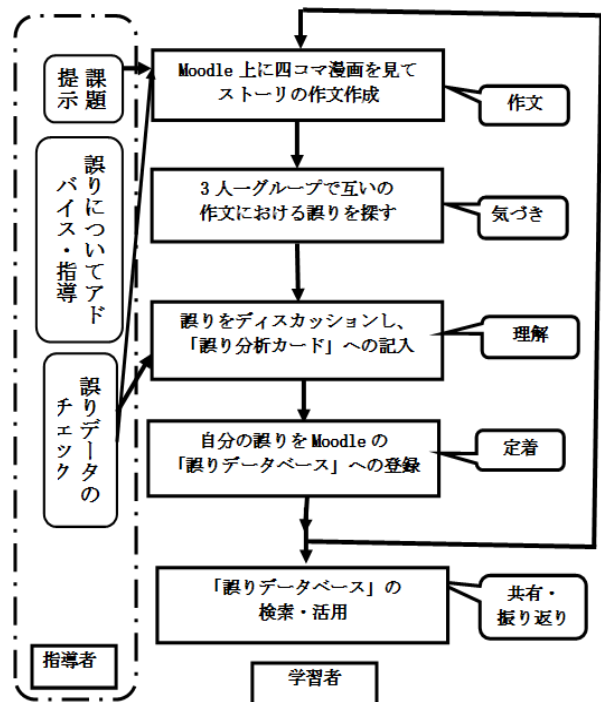 課題
提示
誤りについてアド
バイス・指導
誤りデータの
チェック
指導者
Moodle 上に四コマ漫画を見て
ストーリの作文作成
作文
3 人一グループで互いの
作文における誤りを探す
気づき
誤りをディスカッションし、
「誤り分析カード」への記入
理解
自分の誤りを Moodle の
「誤りデータベース」への登録
定着
「誤りデータベース」の
検索・活用
共有・
振り返り
学習者